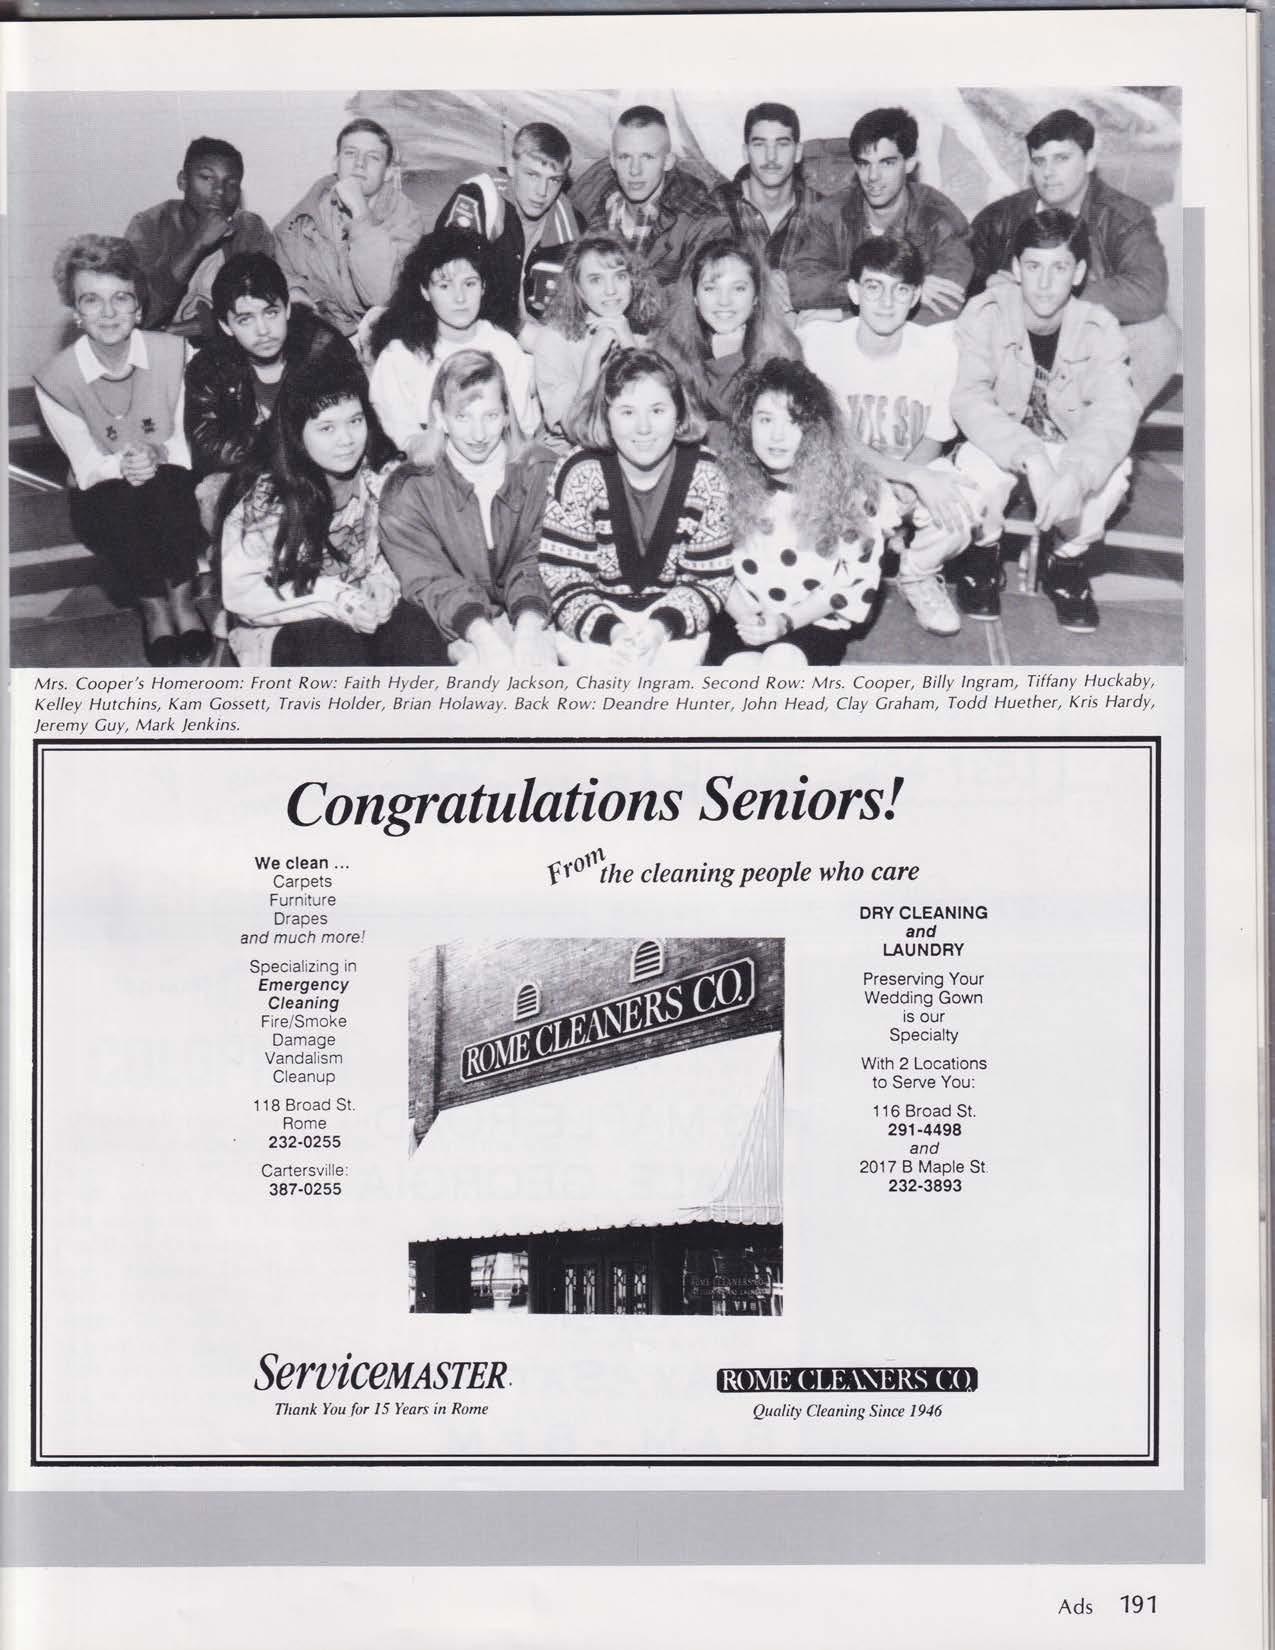 Mrs. Cooper's Homeroom: Front Row: Faith Hyder, Brandy Jackson, Chasity Ingram. Second Row: Mrs. Cooper, Billy Ingram, Tiffany Huckaby,
Kelley Hutchins, Kam Gossett, Travis Holder, Brian Holaway. Back Row: Deandre Hunter, John Head, Clay Graham, Todd Huether, Kris Hardy,
Jeremy Guy, Mark Jenkins.
Congratulations Seniors!
From the cleaning people who care
We clean ...
Carpets
Furniture
Drapes
and much more!
Specializing in
Emergency
Cleaning
Fire/Smoke
Damage
Vandalism
Cleanup
118 Broad St.
Rome
232-0255
Cartersville:
387-0255
ROME CLEANERS CO.
ROME CLEANERS CO.
DRY CLEANING
and
LAUNDRY
Preserving Your
Wedding Gown
is our
Specialty
With 2 Locations
to Serve You:
116 Broad St.
291-4498
and
2017 B Maple St.
232-3893
ServiceMASTER.
Thank You for 15 Years in Rome
ROME CLEANERS CO.
Quality Cleaning Since 1946
Ads 191